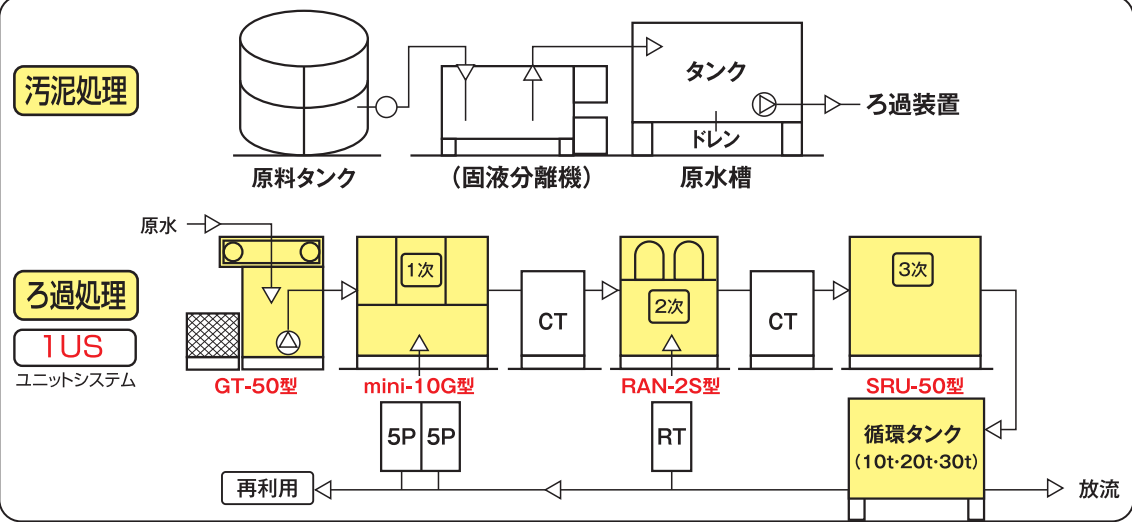 汚泥処理
タンク
ろ過装置
ドレン
原料タンク
(固液分離機)
原水槽
原水
ろ過処理
1US
ユニットシステム
1次
CT
2次
CT
3次
GT-50型
mini-10G型
RAN-2S型
SRU-50型
5P
5P
RT
循環タンク
(10t·20t·30t)
再利用
放流